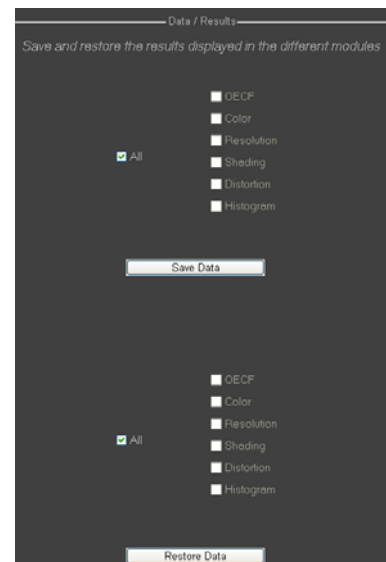 Data / Results
Save and restore the results displayed in the different modules
OECF
Color
Resolution
All
Shading
Distortion
Histogram
Save Data
OECF
Color
Resolution
All
Shading
Distortion
Histogram
Restore Data